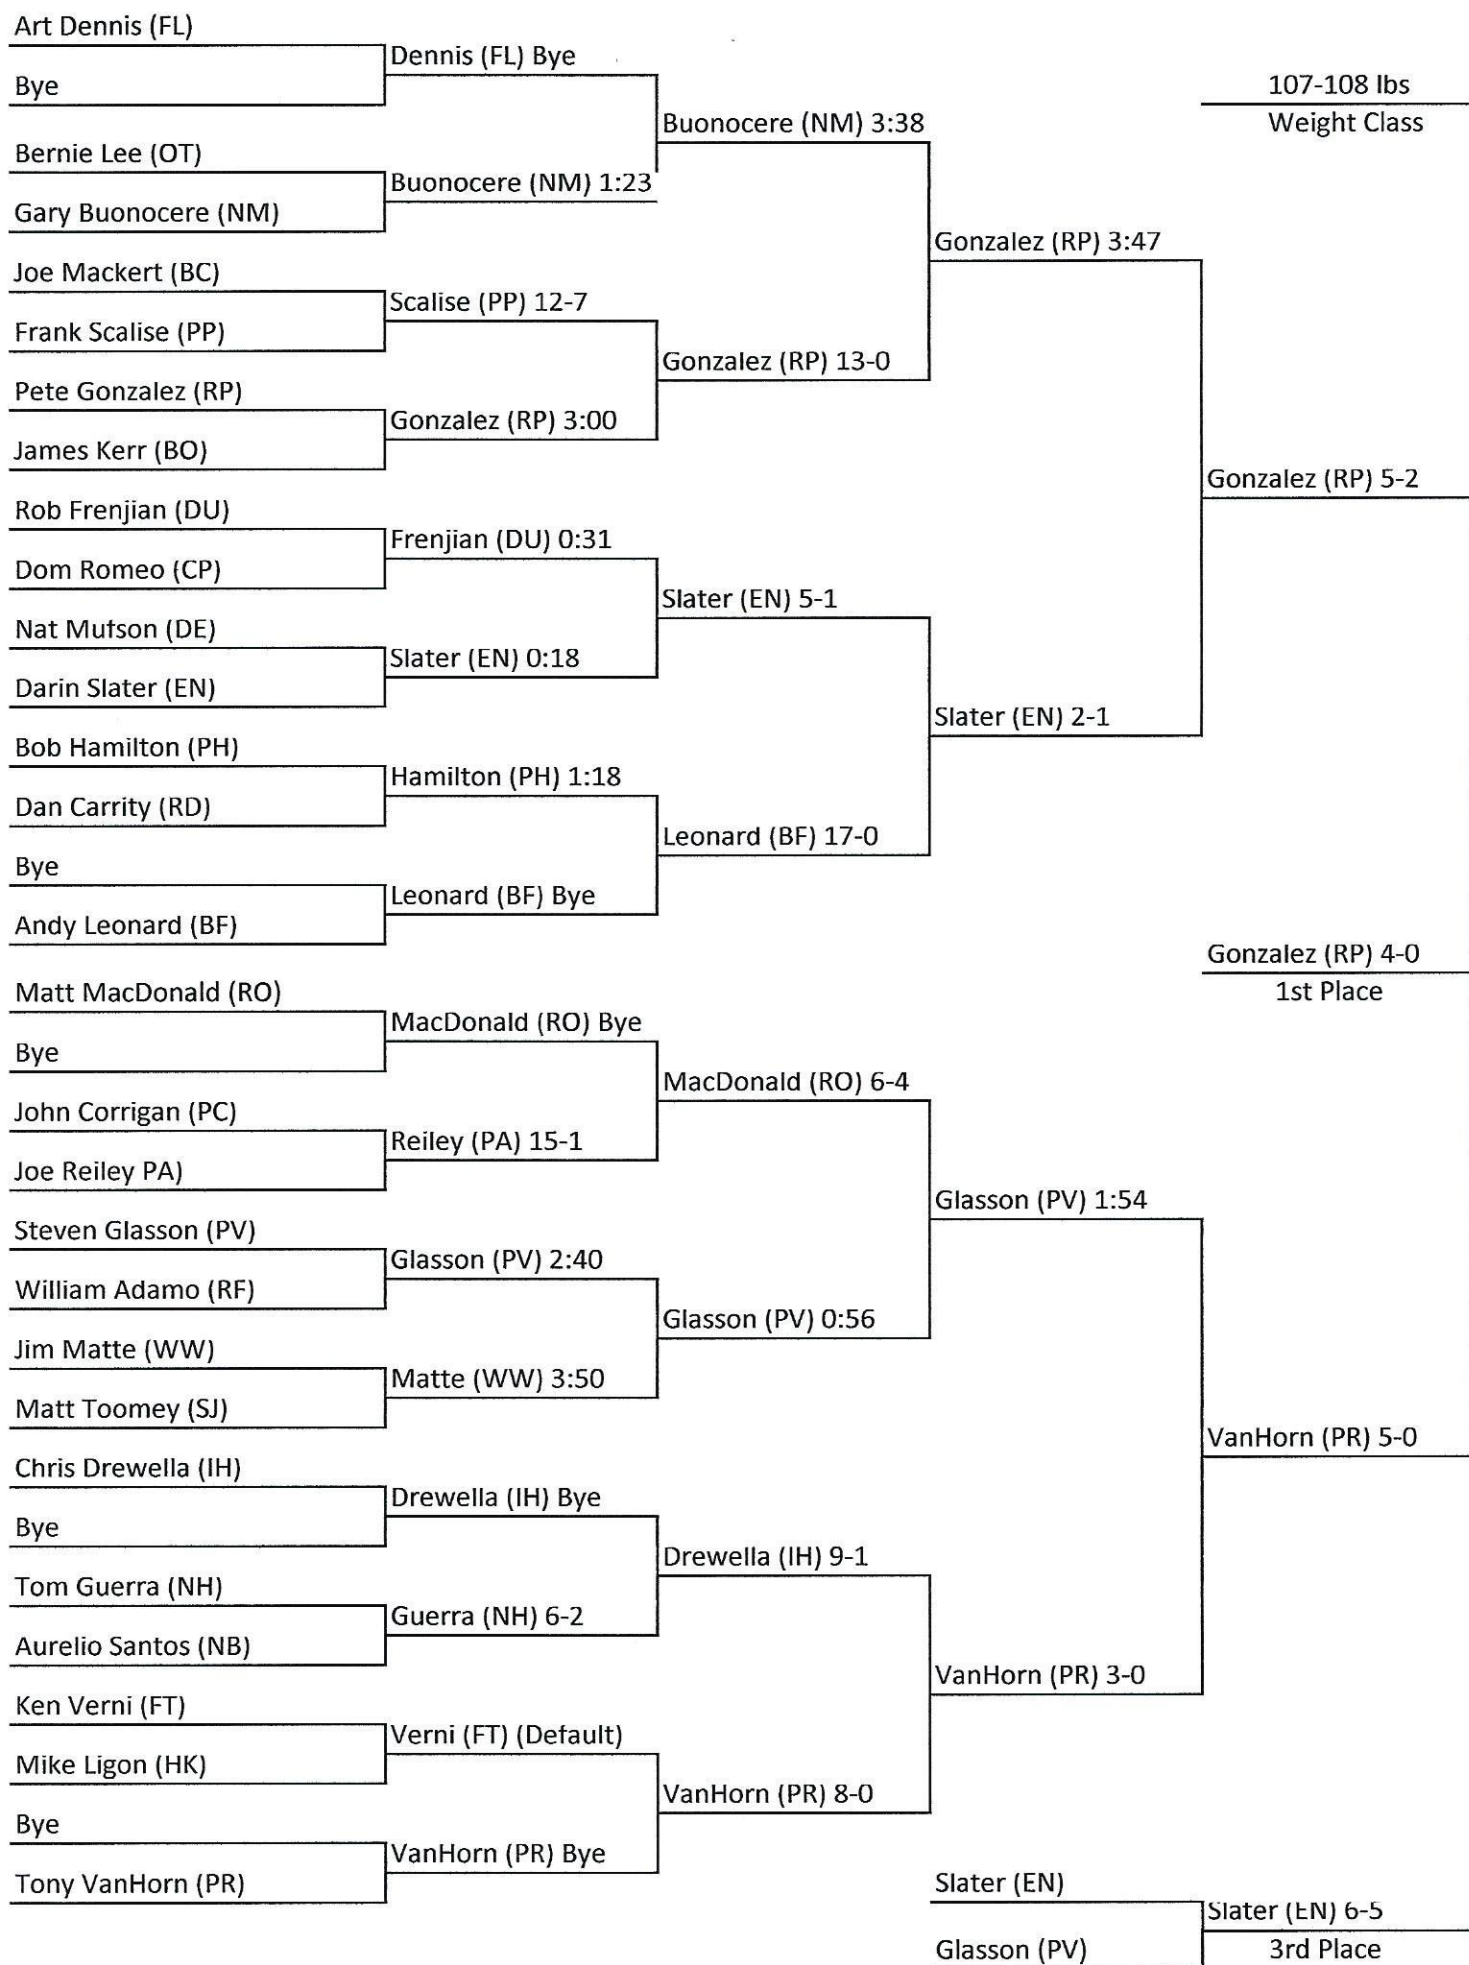 Art Dennis (FL)
Dennis (FL) Bye
Bye
107-108 lbs
Weight Class
Buonocere (NM) 3:38
Bernie Lee (OT)
Buonocere (NM) 1:23
Gary Buonocere (NM)
Gonzalez (RP) 3:47
Joe Mackert (BC)
Scalise (PP) 12-7
Frank Scalise (PP)
Gonzalez (RP) 13-0
Pete Gonzalez (RP)
Gonzalez (RP) 3:00
James Kerr (BO)
Gonzalez (RP) 5-2
Rob Frenjian (DU)
Frenjian (DU) 0:31
Dom Romeo (CP)
Slater (EN) 5-1
Nat Mufson (DE)
Slater (EN) 0:18
Darin Slater (EN)
Slater (EN) 2-1
Bob Hamilton (PH)
Hamilton (PH) 1:18
Dan Carrity (RD)
Leonard (BF) 17-0
Bye
Leonard (BF) Bye
Andy Leonard (BF)
Gonzalez (RP) 4-0
1st Place
Matt MacDonald (RO)
MacDonald (RO) Bye
Bye
MacDonald (RO) 6-4
John Corrigan (PC)
Reiley (PA) 15-1
Joe Reiley PA)
Glasson (PV) 1:54
Steven Glasson (PV)
Glasson (PV) 2:40
William Adamo (RF)
Glasson (PV) 0:56
Jim Matte (WW)
Matte (WW) 3:50
Matt Toomey (SJ)
VanHorn (PR) 5-0
Chris Drewella (IH)
Drewella (IH) Bye
Bye
Drewella (IH) 9-1
Tom Guerra (NH)
Guerra (NH) 6-2
Aurelio Santos (NB)
VanHorn (PR) 3-0
Ken Verni (FT)
Verni (FT) (Default)
Mike Ligon (HK)
VanHorn (PR) 8-0
Bye
VanHorn (PR) Bye
Tony VanHorn (PR)
Slater (EN)
Slater (EN) 6-5
Glasson (PV)
3rd Place